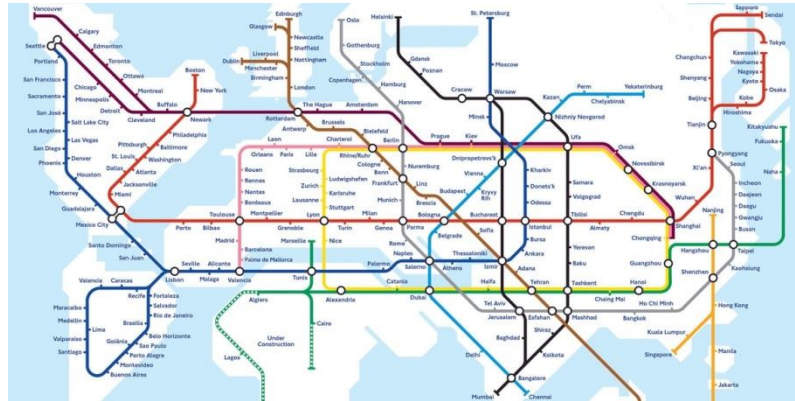 Vancouver
Calgary
Edmonton
Toronto
Ottawa
Montreal
Seattle
Portland
San Francisco
Sacramento
San José
Los Angeles
San Diego
Phoenix
Chicago
Minneapolis
Detroit
Cleveland
Buffalo
Salt Lake City
Las Vegas
Denver
Houston
Dallas
Monterrey
Guadalajara
Mexico City
Boston
New York
Newark
Philadelphia
Pittsburgh
Baltimore
St. Louis
Washington
Atlanta
Jacksonville
Miami
Santo Domingo
San Juan
Valencia
Caracas
Maracaibo
Medellin
Lima
Valparaiso
Santiago
Recife
Fortaleza
Salvador
Rio de Janeiro
Brasilia
Belo Horizonte
Goiânia
Sao Paulo
Porto Alegre
Montevideo
Buenos Aires
Edinburgh
Glasgow
Newcastle
Sheffield
Nottingham
Liverpool
Dublin
Manchester
Birmingham
London
Oslo
Gothenburg
Stockholm
Copenhagen
Hamburg
Hanover
Helsinki
Gdansk
Poznan
Cracow
Warsaw
St. Petersburg
Moscow
Minsk
Rotterdam
The Hague
Amsterdam
Antwerp
Brussels
Bielefeld
Cologne
Bonn
Berlin
Prague
Kiev
Laon
Charleroi
Orleans
Paris
Lille
Rhine/Ruhr
Rouen
Rennes
Nantes
Bordeaux
Strasbourg
Zurich
Lausanne
Ludwigshafen
Karlsruhe
Stuttgart
Frankfurt
Munich
Nuremburg
Linz
Brescia
Budapest
Vienna
Dnipropetrovs'k
Kryvy Rih
Kharkiv
Donets'k
Odessa
Perm
Yekaterinburg
Kazan
Chelyabinsk
Nizhniy Novgorod
Ufa
Samara
Volgograd
Omsk
Novosibirsk
Krasnoyarsk
Porto
Bilbao
Toulouse
Montpellier
Grenoble
Lyon
Turin
Genoa
Milan
Parma
Bologna
Bucharest
Istanbul
Tbilisi
Almaty
Chengdu
Shanghai
Madrid
Barcelona
Palma de Mallorca
Marseille
Nice
Rome
Naples
Belgrade
Sofia
Bursa
Ankara
Yerevan
Baku
Chongqing
Lisbon
Seville
Malaga
Alicante
Valencia
Tunis
Palermo
Salerno
Athens
Thessaloniki
Izmir
Adana
Guangzhou
Algiers
Alexandria
Catania
Dubai
Haifa
Tehran
Tashkent
Chiang Mai
Hanoi
Cairo
Lagos
Under
Construction
Tel Aviv
Jerusalem
Esfahan
Mashhad
Bangkok
Ho Chi Minh
Baghdad
Shiraz
Kolkata
Delhi
Bangalore
Mumbai
Chennai
Sapporo
Sendai
Tokyo
Kawasaki
Yokohama
Nagoya
Kyoto
Osaka
Kobe
Hiroshima
Changchun
Shenyang
Beijing
Tianjin
Kitakyushu
Fukuoka
Naha
Pyongyang
Seoul
Incheon
Daejeon
Daegu
Gwangju
Busan
Xi'an
Wuhan
Nanjing
Hangzhou
Taipei
Shenzhen
Kaohsiung
Hong Kong
Kuala Lumpur
Singapore
Manila
Jakarta